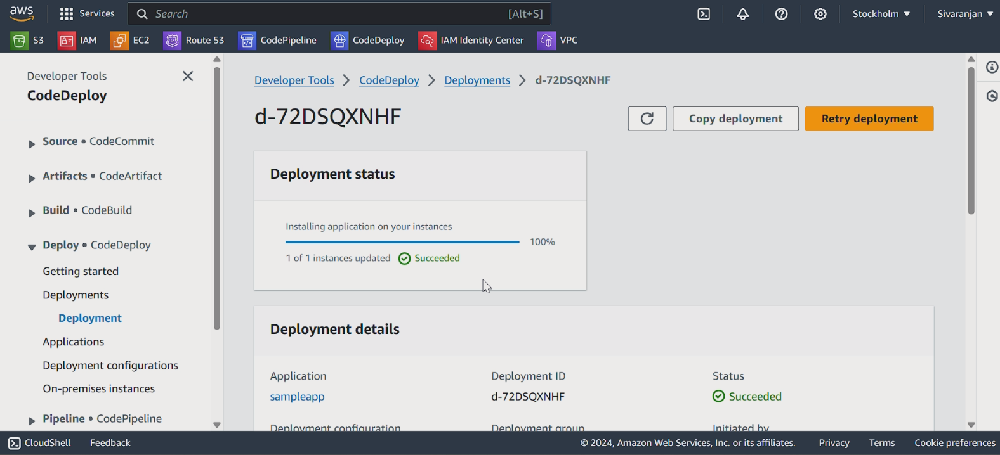 aws Services Search [Alt+S] Stockholm Sivaranjan
S3 IAM EC2 Route 53 CodePipeline CodeDeploy IAM Identity Center VPC
Developer Tools
CodeDeploy
Source • CodeCommit
Artifacts • CodeArtifact
Build • CodeBuild
Deploy • CodeDeploy
Getting started
Deployments
Deployment
Applications
Deployment configurations
On-premises instances
Pipeline • CodePipeline
Developer Tools > CodeDeploy > Deployments > d-72DSQXNHF
d-72DSQXNHF
Copy deployment Retry deployment
Deployment status
Installing application on your instances
100%
1 of 1 instances updated Succeeded
Deployment details
Application Deployment ID Status
sampleapp d-72DSQXNHF Succeeded
Deployment configuration Deployment group Initiated by
CloudShell Feedback © 2024, Amazon Web Services, Inc. or its affiliates. Privacy Terms Cookie preferences